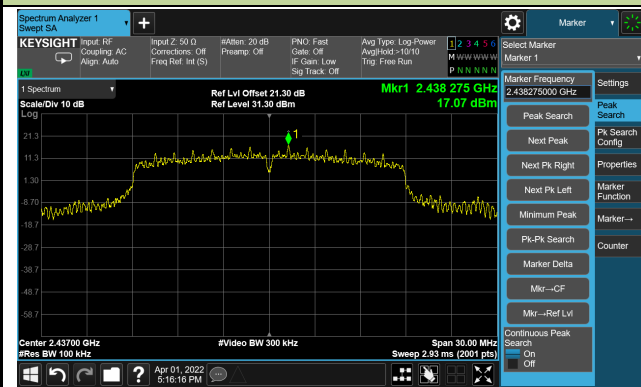 Spectrum Analyzer 1
Swept SA
Marker
KEYSIGHT
Input: RF
Coupling: AC
Align: Auto
Input Z: 50 Ω
Corrections: Off
Freq Ref: Int (S)
#Atten: 20 dB
Preamp: Off
PNO: Fast
Gate: Off
IF Gain: Low
Sig Track: Off
Avg Type: Log-Power
Avg|Hold:>10/10
Trig: Free Run
1 2 3 4 5 6
M W W W W W
P N N N N N
LXI
Select Marker
Marker 1
1 Spectrum
Scale/Div 10 dB
Log
Ref Lvl Offset 21.30 dB
Ref Level 31.30 dBm
Mkr1 2.438 275 GHz
17.07 dBm
21.3
11.3
1.30
-8.70
-18.7
-28.7
-38.7
-48.7
-58.7
1
Center 2.43700 GHz
#Res BW 100 kHz
#Video BW 300 kHz
Span 30.00 MHz
Sweep 2.93 ms (2001 pts)
Marker Frequency
2.438275000 GHz
Peak Search
Next Peak
Next Pk Right
Next Pk Left
Minimum Peak
Pk-Pk Search
Marker Delta
Mkr→CF
Mkr→Ref Lvl
Continuous Peak
Search
On
Off
Settings
Peak
Search
Pk Search
Config
Properties
Marker
Function
Marker→
Counter
?
Apr 01, 2022
5:16:16 PM